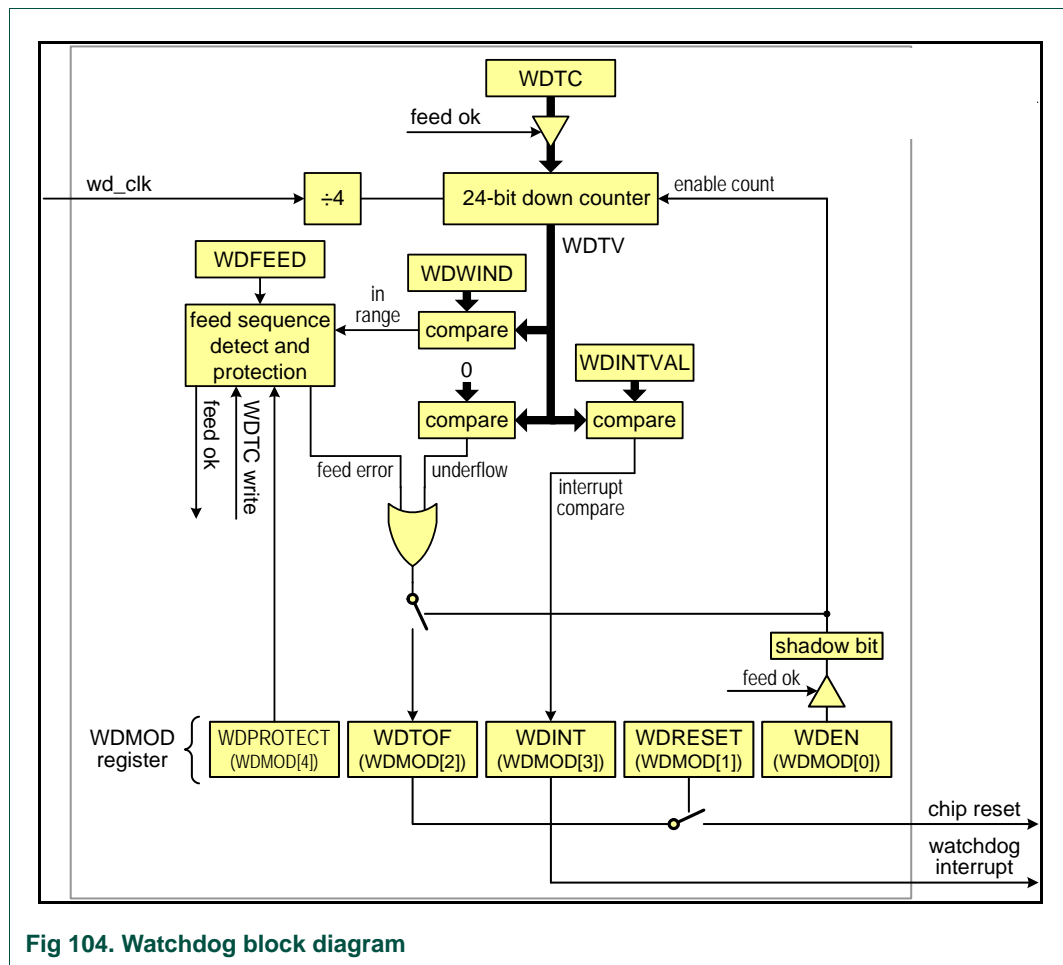 WDTC
feed ok
wd_clk
÷4
24-bit down counter
enable count
WDTV
WDFEED
WDWIND
feed sequence
detect and
protection
in
range
compare
WDINTVAL
0
compare
compare
feed ok
WDTC write
feed error
underflow
interrupt
compare
shadow bit
feed ok
WDMOD
register
WDPROTECT
(WDMOD[4])
WDTOF
(WDMOD[2])
WDINT
(WDMOD[3])
WDRESET
(WDMOD[1])
WDEN
(WDMOD[0])
chip reset
watchdog
interrupt
Fig 104. Watchdog block diagram